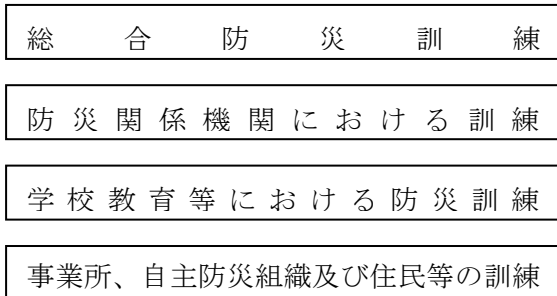 総合防災訓練
防災関係機関における訓練
学校教育等における防災訓練
事業所、自主防災組織及び住民等の訓練